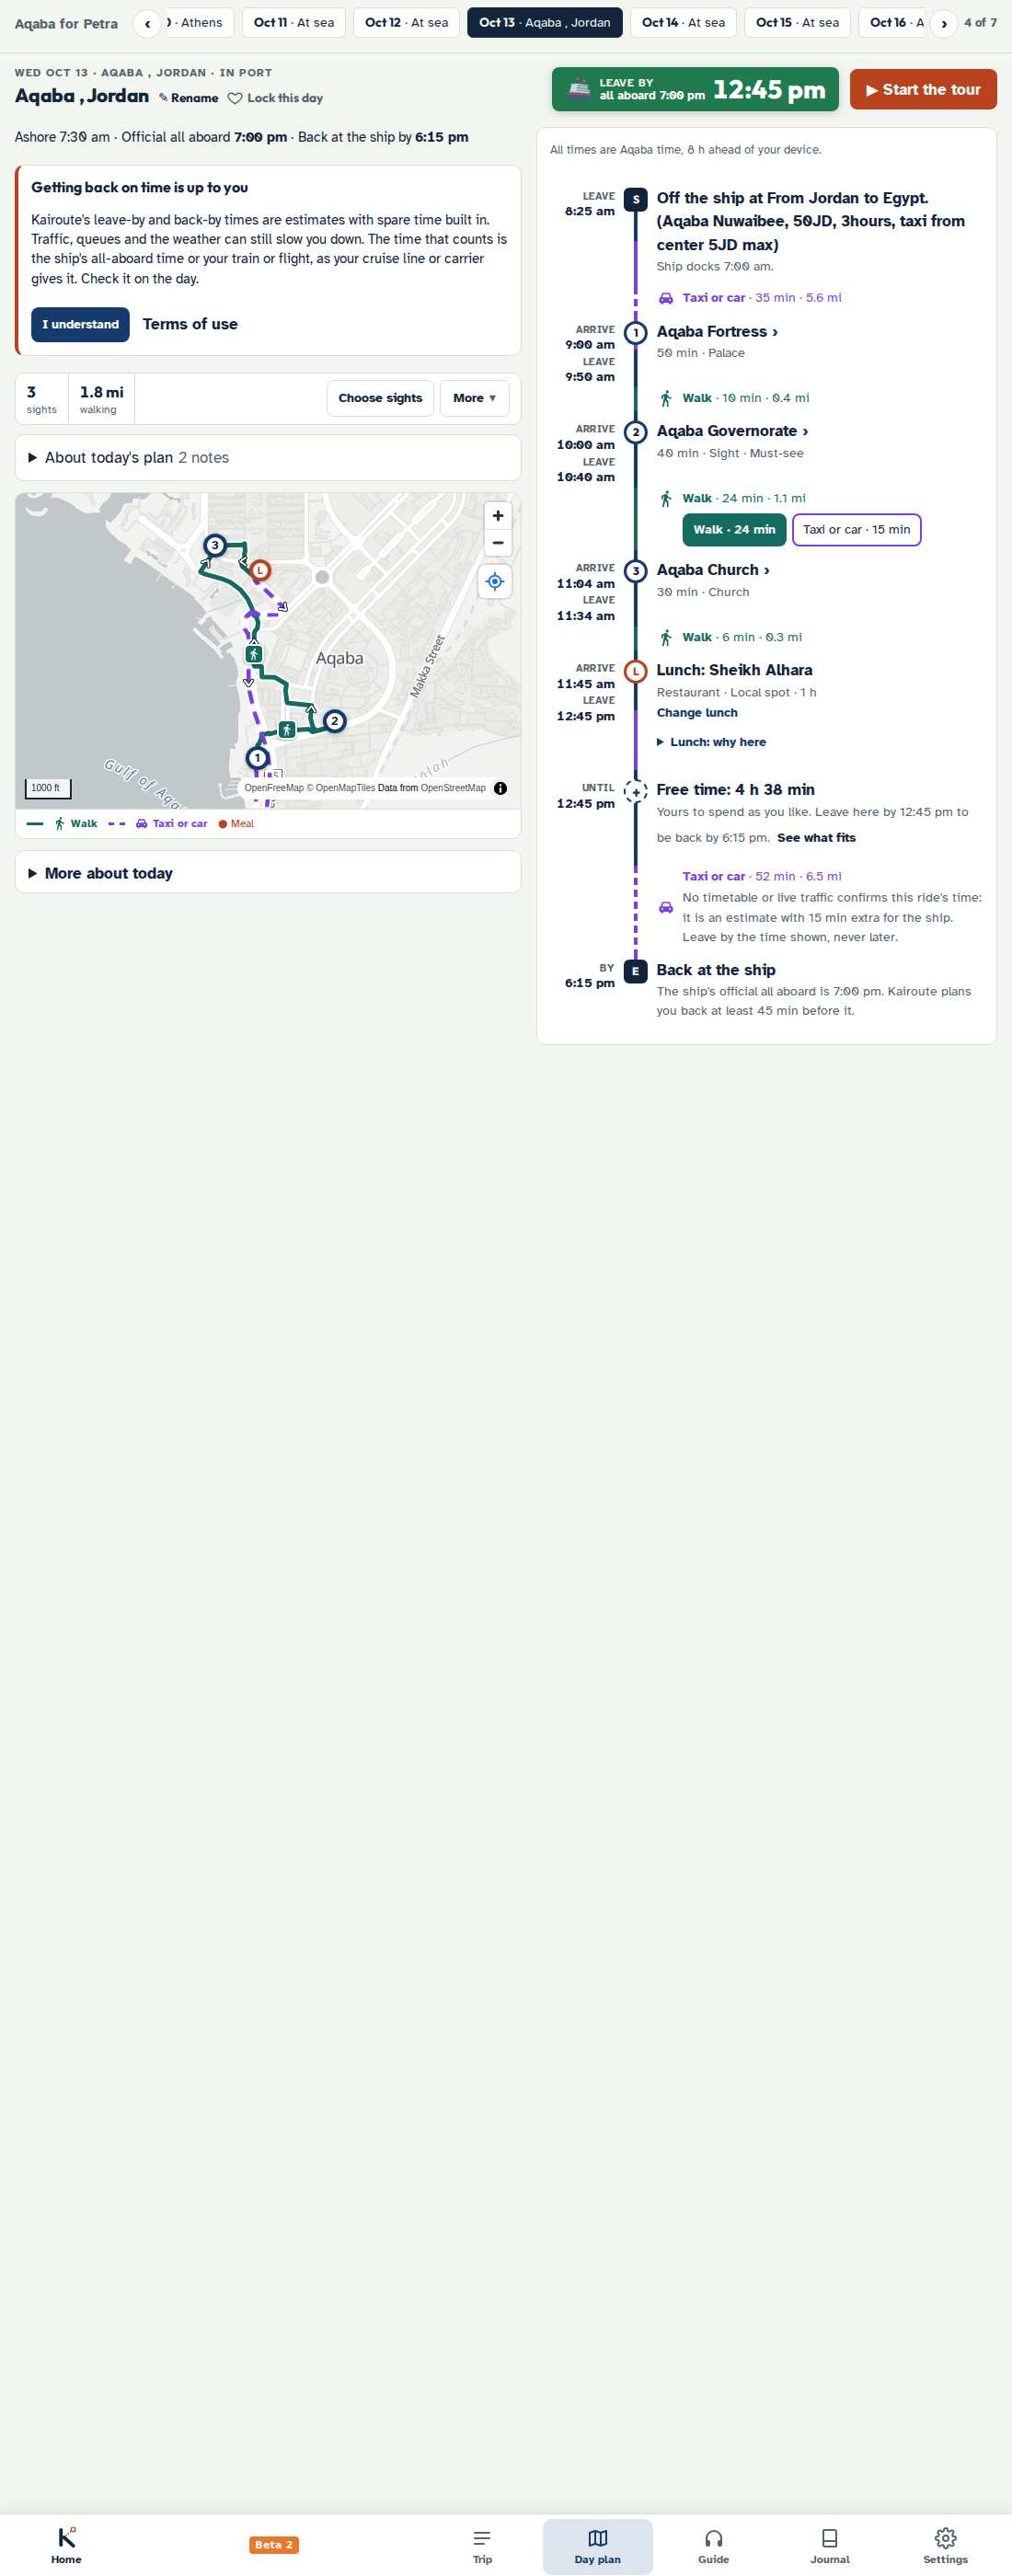 Aqaba for Petra
‹
· Athens
Oct 11 · At sea
Oct 12 · At sea
Oct 13 · Aqaba , Jordan
Oct 14 · At sea
Oct 15 · At sea
Oct 16 · A
›
4 of 7
WED OCT 13 · AQABA , JORDAN · IN PORT
Aqaba , Jordan ✎ Rename Lock this day
LEAVE BY
all aboard 7:00 pm
12:45 pm
▶ Start the tour
Ashore 7:30 am · Official all aboard 7:00 pm · Back at the ship by 6:15 pm
Getting back on time is up to you
Kairoute's leave-by and back-by times are estimates with spare time built in.
Traffic, queues and the weather can still slow you down. The time that counts is
the ship's all-aboard time or your train or flight, as your cruise line or carrier
gives it. Check it on the day.
I understand
Terms of use
3
sights
1.8 mi
walking
Choose sights
More ▼
▶ About today's plan 2 notes
3
L
2
1
Aqaba
Makka Street
Gulf of Aqa
+
−
1000 ft
OpenFreeMap © OpenMapTiles Data from OpenStreetMap
Walk
Taxi or car
Meal
▶ More about today
All times are Aqaba time, 8 h ahead of your device.
LEAVE
8:25 am
S
Off the ship at From Jordan to Egypt.
(Aqaba Nuwaibee, 50JD, 3hours, taxi from
center 5JD max)
Ship docks 7:00 am.
Taxi or car · 35 min · 5.6 mi
ARRIVE
9:00 am
LEAVE
9:50 am
1
Aqaba Fortress ›
50 min · Palace
Walk · 10 min · 0.4 mi
ARRIVE
10:00 am
LEAVE
10:40 am
2
Aqaba Governorate ›
40 min · Sight · Must-see
Walk · 24 min · 1.1 mi
Walk · 24 min
Taxi or car · 15 min
ARRIVE
11:04 am
LEAVE
11:34 am
3
Aqaba Church ›
30 min · Church
Walk · 6 min · 0.3 mi
ARRIVE
11:45 am
LEAVE
12:45 pm
L
Lunch: Sheikh Alhara
Restaurant · Local spot · 1 h
Change lunch
▶ Lunch: why here
UNTIL
12:45 pm
+
Free time: 4 h 38 min
Yours to spend as you like. Leave here by 12:45 pm to
be back by 6:15 pm. See what fits
Taxi or car · 52 min · 6.5 mi
No timetable or live traffic confirms this ride's time:
it is an estimate with 15 min extra for the ship.
Leave by the time shown, never later.
BY
6:15 pm
E
Back at the ship
The ship's official all aboard is 7:00 pm. Kairoute plans
you back at least 45 min before it.
Home
Beta 2
Trip
Day plan
Guide
Journal
Settings